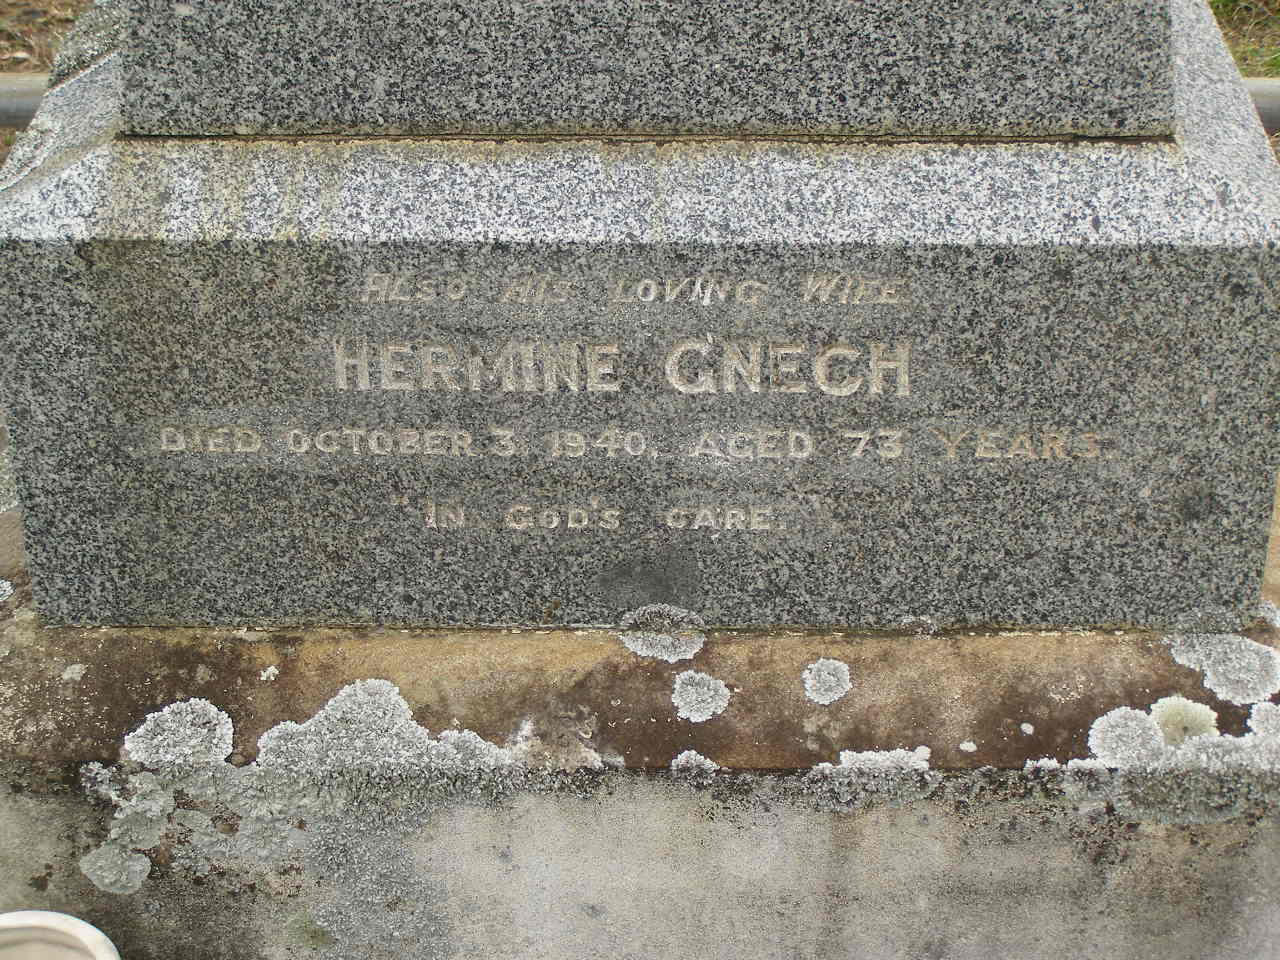 ALSO HIS LOVING WIFE
HERMINE GNECH
DIED OCTOBER 3. 1940. AGED 73 YEARS.
"IN GOD'S CARE."